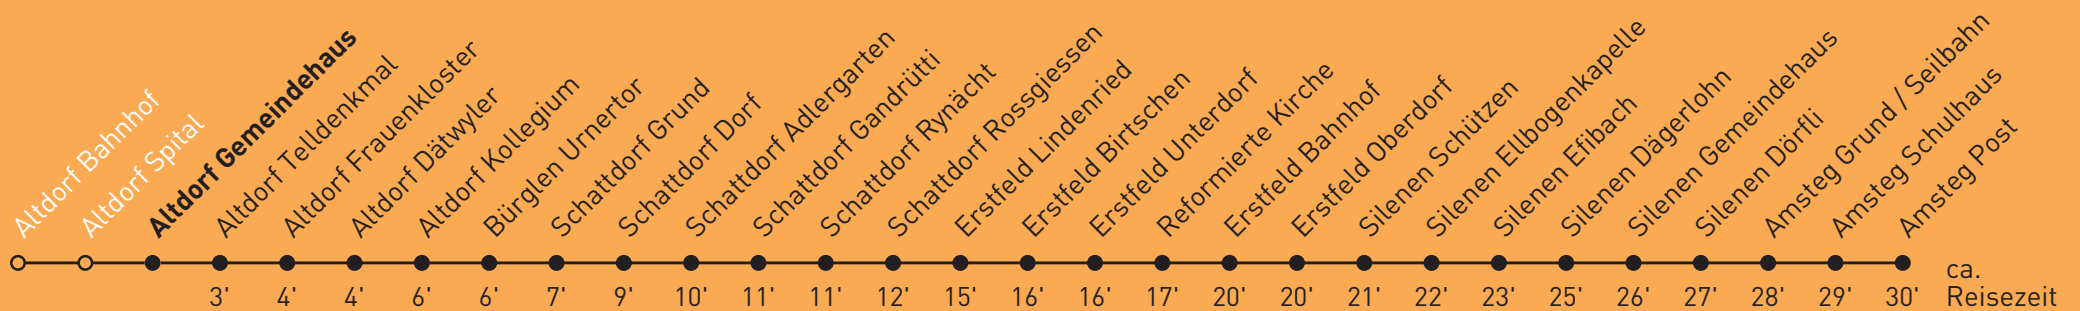 Altdorf Bahnhof
Altdorf Spital
Altdorf Gemeindehaus
Altdorf Telldenkmal
Altdorf Frauenkloster
Altdorf Dätwyler
Altdorf Kollegium
Bürglen Urnertor
Schattdorf Grund
Schattdorf Dorf
Schattdorf Adlergarten
Schattdorf Gandrütti
Schattdorf Rynächt
Schattdorf Rossgiessen
Erstfeld Lindenried
Erstfeld Birtschen
Erstfeld Unterdorf
Reformierte Kirche
Erstfeld Bahnhof
Erstfeld Oberdorf
Silenen Schützen
Silenen Ellbogenkapelle
Silenen Efibach
Silenen Dägerlohn
Silenen Gemeindehaus
Silenen Dörfli
Amsteg Grund / Seilbahn
Amsteg Schulhaus
Amsteg Post
3' 4' 4' 6' 6' 7' 9' 10' 11' 11' 12' 15' 16' 16' 17' 20' 20' 21' 22' 23' 25' 26' 27' 28' 29' 30'
ca.
Reisezeit